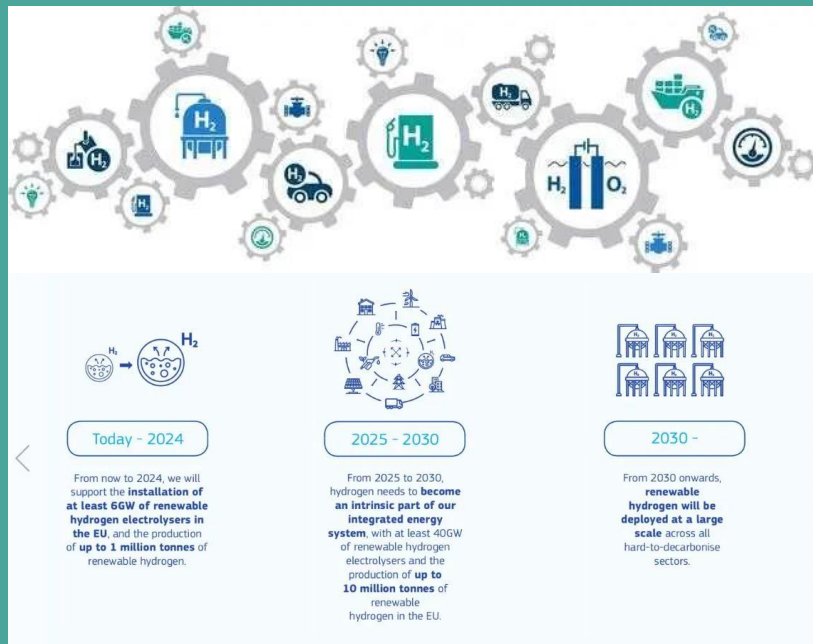 H₂
H₂
H₂
H₂
H₂
H₂
H₂ O₂
H₂
H₂
H₂
Today - 2024
From now to 2024, we will
support the installation of
at least 6GW of renewable
hydrogen electrolysers in
the EU, and the production
of up to 1 million tonnes of
renewable hydrogen.
2025 - 2030
From 2025 to 2030,
hydrogen needs to become
an intrinsic part of our
integrated energy
system, with at least 40GW
of renewable hydrogen
electrolysers and the
production of up to
10 million tonnes of
renewable
hydrogen in the EU.
2030 -
From 2030 onwards,
renewable
hydrogen will be
deployed at a large
scale across all
hard-to-decarbonise
sectors.